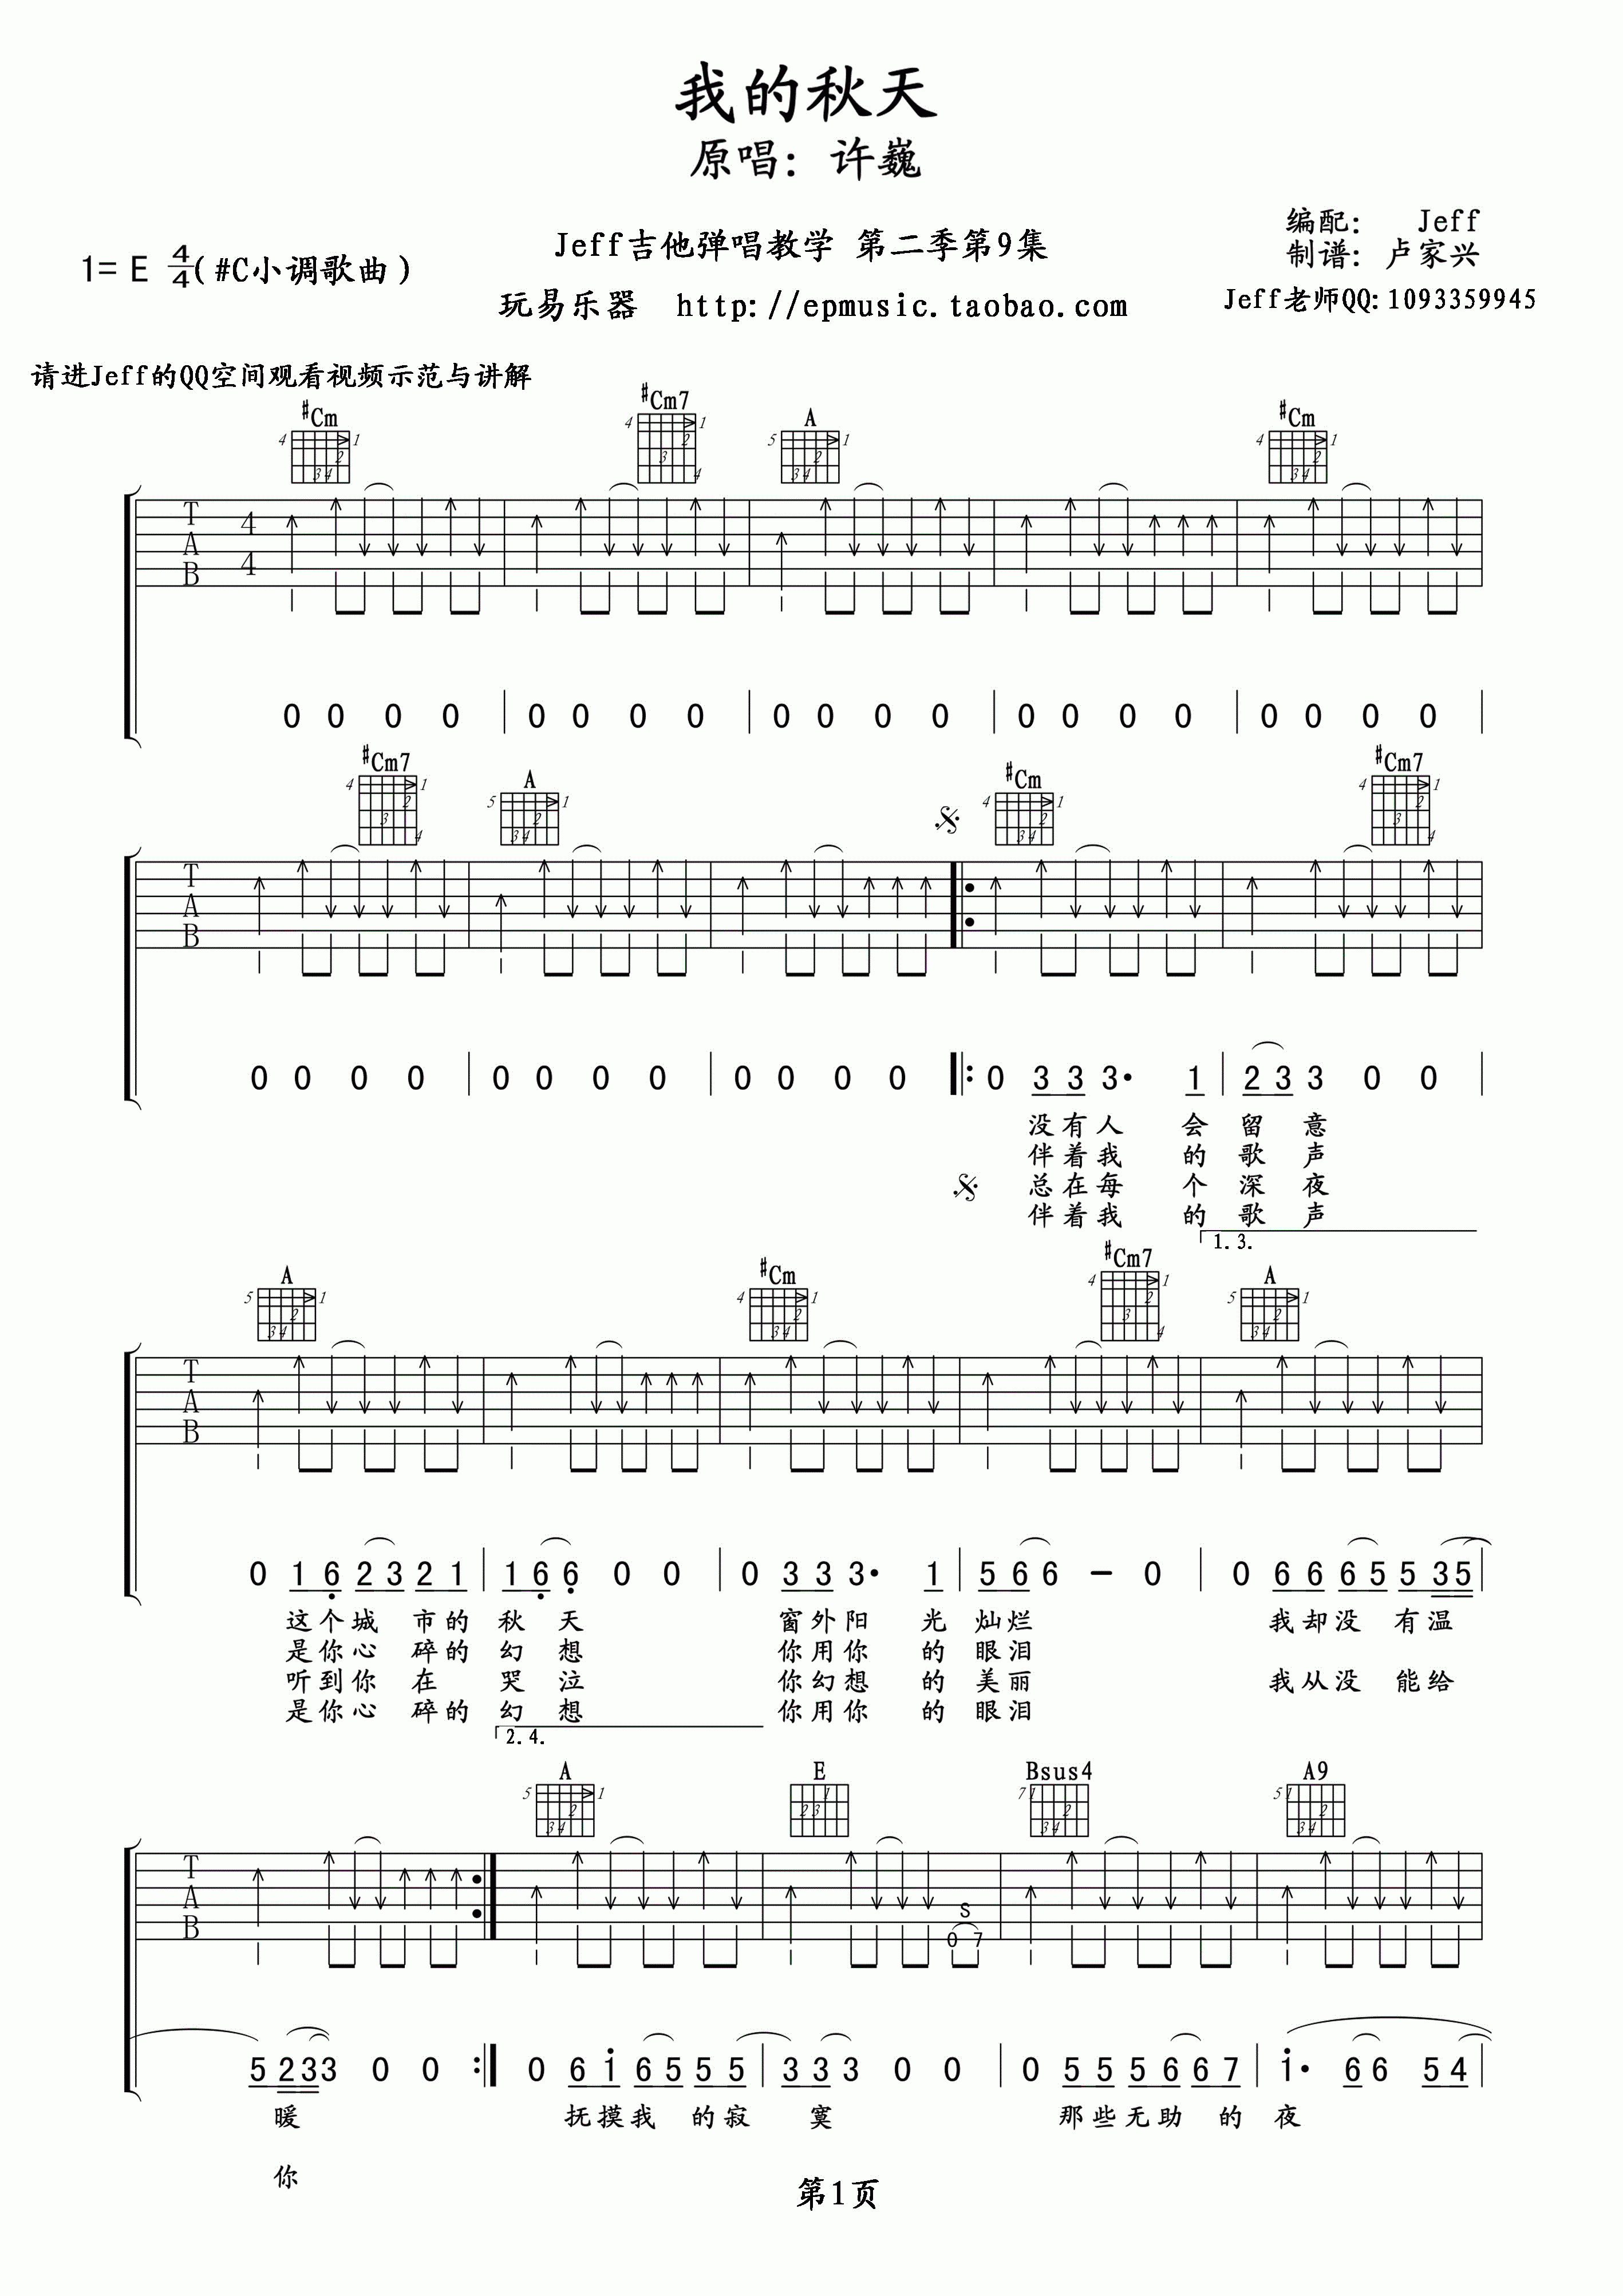 我的秋天
原唱：许巍
1= E 4/4(#C小调歌曲)
Jeff吉他弹唱教学 第二季第9集
玩易乐器 http://epmusic.taobao.com
编配： Jeff
制谱：卢家兴
Jeff老师QQ:1093359945
请进Jeff的QQ空间观看视频示范与讲解
#Cm #Cm7 A #Cm
T A B 4 4
0 0 0 0 0 0 0 0 0 0 0 0 0 0 0 0 0 0 0 0
#Cm7 A #Cm #Cm7
T A B
0 0 0 0 0 0 0 0 0 0 0 0 0 3 3 3· 1 2 3 3 0 0
没有人 会 留 意
伴着我 的 歌 声
总在每 个 深 夜
伴着我 的 歌 声
1.3.
A #Cm #Cm7 A
T A B
0 1 6 2 3 2 1 1 6 6 0 0 0 3 3 3· 1 5 6 6 - 0 0 6 6 6 5 5 3 5
这个城 市的 秋 天 窗外阳 光 灿烂 我却没 有温
是你心 碎的 幻 想 你用你 的 眼泪
听到你 在 哭 泣 你幻想 的 美丽 我从没 能给
是你心 碎的 幻 想 你用你 的 眼泪
2.4.
A E Bsus4 A9
T A B
S
0 7
5 2 3 3 0 0 0 6 1 6 5 5 5 3 3 3 0 0 0 5 5 5 6 6 7 1· 6 6 5 4
暖 抚摸我 的寂 寞 那些无助 的 夜
你
第1页